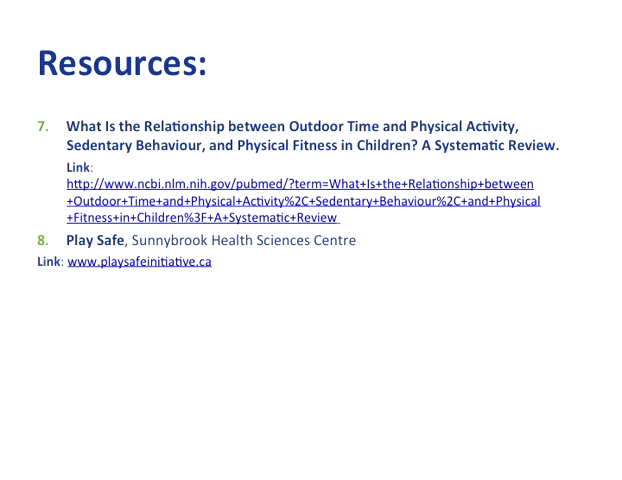 Resources:
7. What Is the Relationship between Outdoor Time and Physical Activity,
Sedentary Behaviour, and Physical Fitness in Children? A Systematic Review.
Link:
http://www.ncbi.nlm.nih.gov/pubmed/?term=What+Is+the+Relationship+between
+Outdoor+Time+and+Physical+Activity%2C+Sedentary+Behaviour%2C+and+Physical
+Fitness+in+Children%3F+A+Systematic+Review
8. Play Safe, Sunnybrook Health Sciences Centre
Link: www.playsafeinitiative.ca